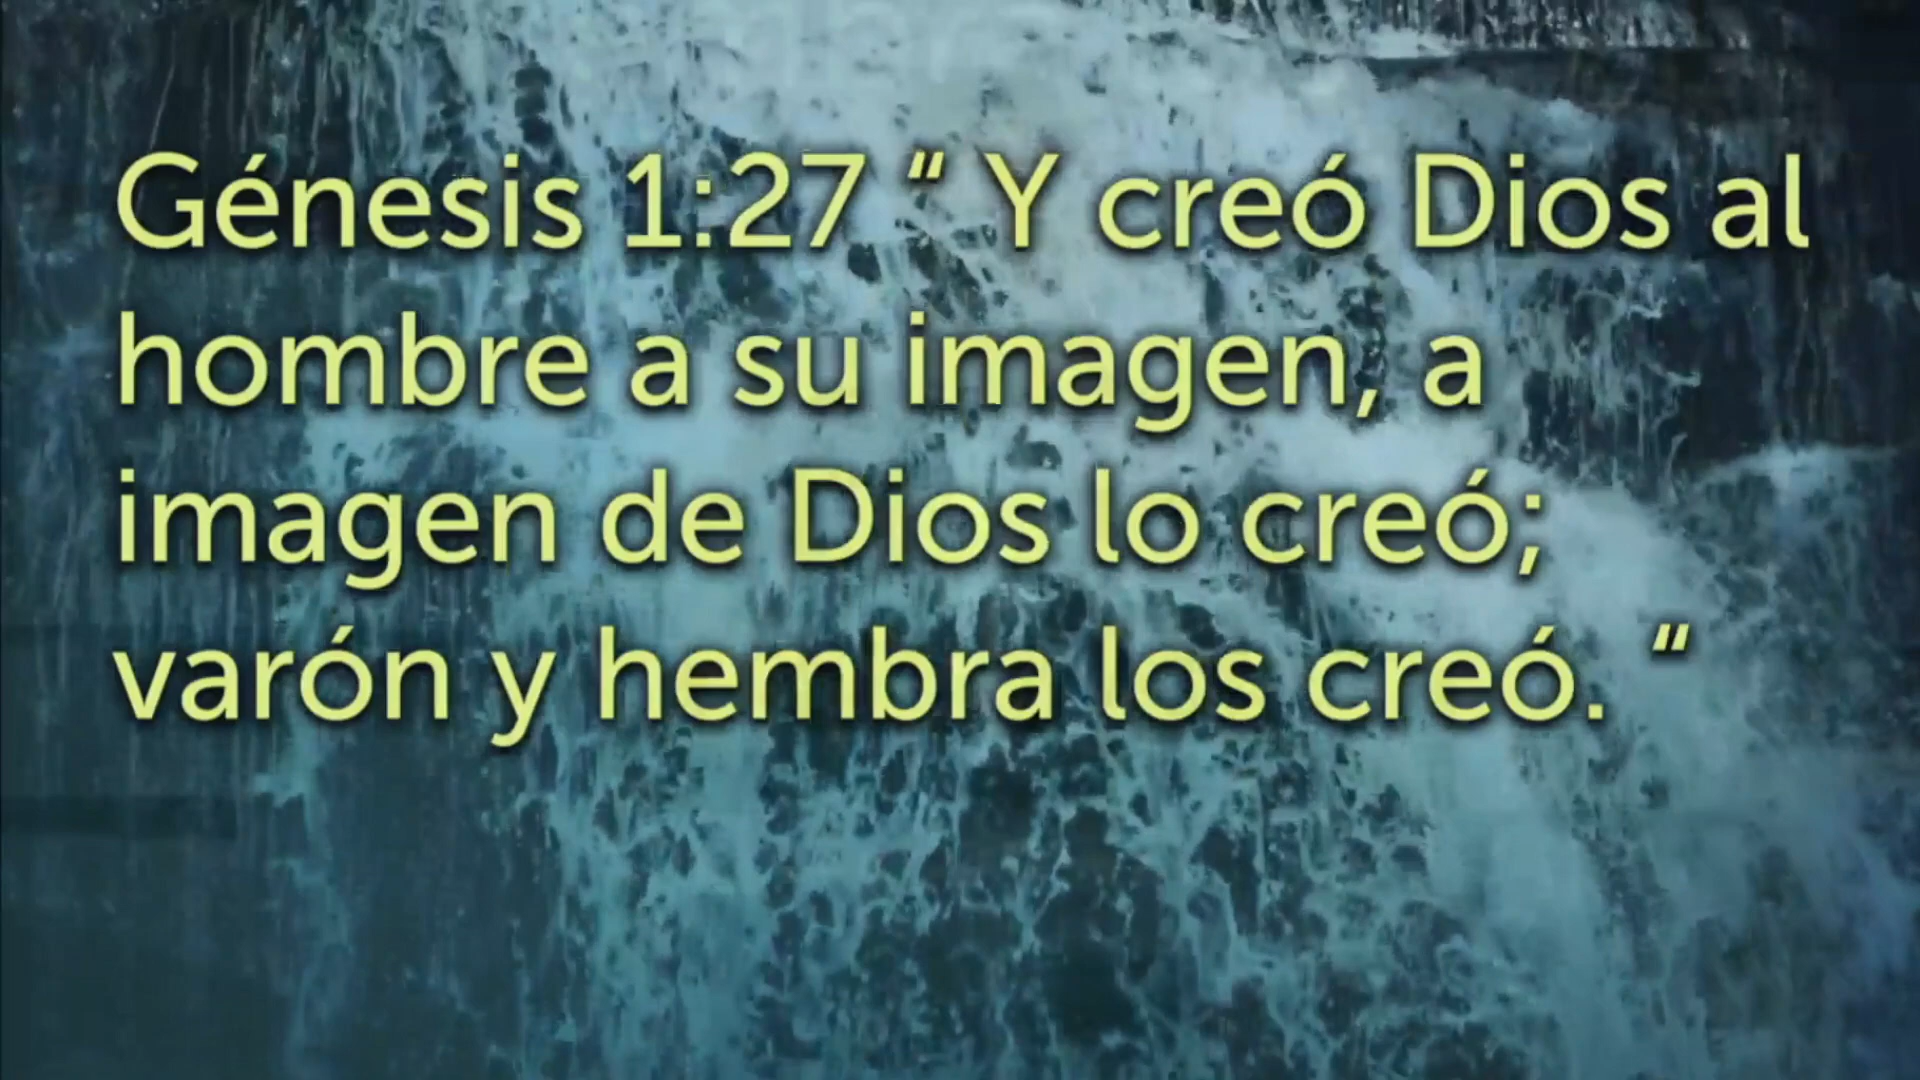 Génesis 1:27 “ Y creó Dios al
hombre a su imagen, a
imagen de Dios lo creó;
varón y hembra los creó. “